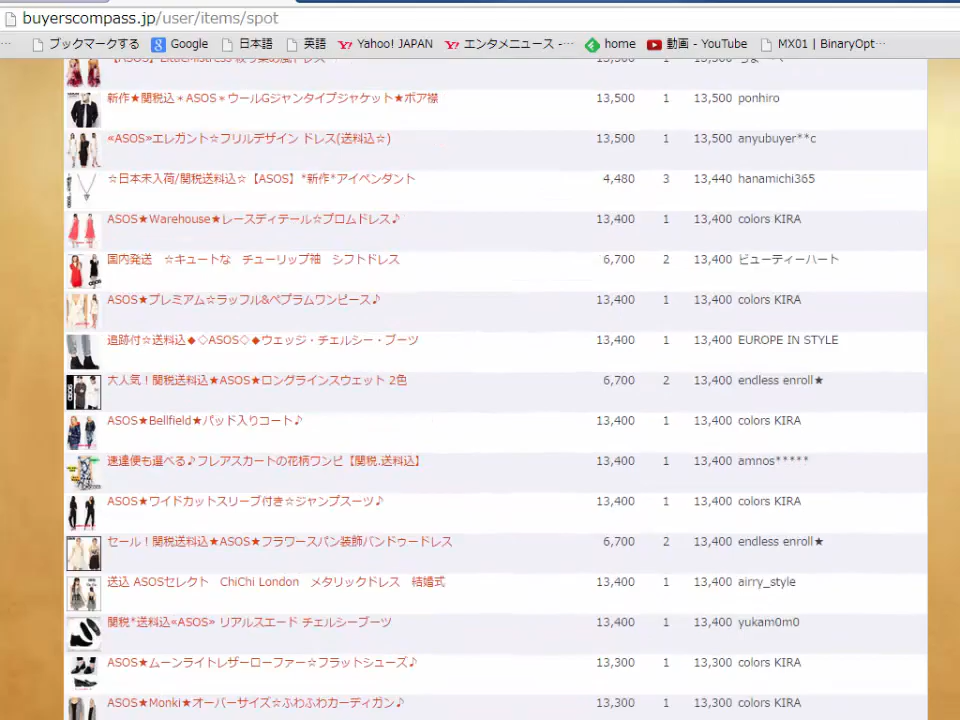 buyerscompass.jp/user/items/spot
ブックマークする Google 日本語 英語 Yahoo! JAPAN エンタメニュース -… home 動画 - YouTube MX01 | BinaryOpt…
新作★関税込＊ASOS＊ウールGジャンタイプジャケット★ボア襟 13,500 1 13,500 ponhiro
«ASOS»エレガント☆フリルデザイン ドレス(送料込☆) 13,500 1 13,500 anyubuyer**c
☆日本未入荷/関税送料込☆【ASOS】*新作*アイペンダント 4,480 3 13,440 hanamichi365
ASOS★Warehouse★レースディテール☆プロムドレス♪ 13,400 1 13,400 colors KIRA
国内発送　☆キュートな　チューリップ袖　シフトドレス 6,700 2 13,400 ビューティーハート
ASOS★プレミアム☆ラッフル&ペプラムワンピース♪ 13,400 1 13,400 colors KIRA
追跡付☆送料込◆◇ASOS◇◆ウェッジ・チェルシー・ブーツ 13,400 1 13,400 EUROPE IN STYLE
大人気！関税送料込★ASOS★ロングラインスウェット 2色 6,700 2 13,400 endless enroll★
ASOS★Bellfield★パッド入りコート♪ 13,400 1 13,400 colors KIRA
速達便も選べる♪フレアスカートの花柄ワンピ【関税.送料込】 13,400 1 13,400 amnos*****
ASOS★ワイドカットスリーブ付き☆ジャンプスーツ♪ 13,400 1 13,400 colors KIRA
セール！関税送料込★ASOS★フラワースパン装飾バンドゥードレス 6,700 2 13,400 endless enroll★
送込 ASOSセレクト　ChiChi London　メタリックドレス　結婚式 13,400 1 13,400 airry_style
関税*送料込«ASOS» リアルスエード チェルシーブーツ 13,400 1 13,400 yukam0m0
ASOS★ムーンライトレザーローファー☆フラットシューズ♪ 13,300 1 13,300 colors KIRA
ASOS★Monki★オーバーサイズ☆ふわふわカーディガン♪ 13,300 1 13,300 colors KIRA